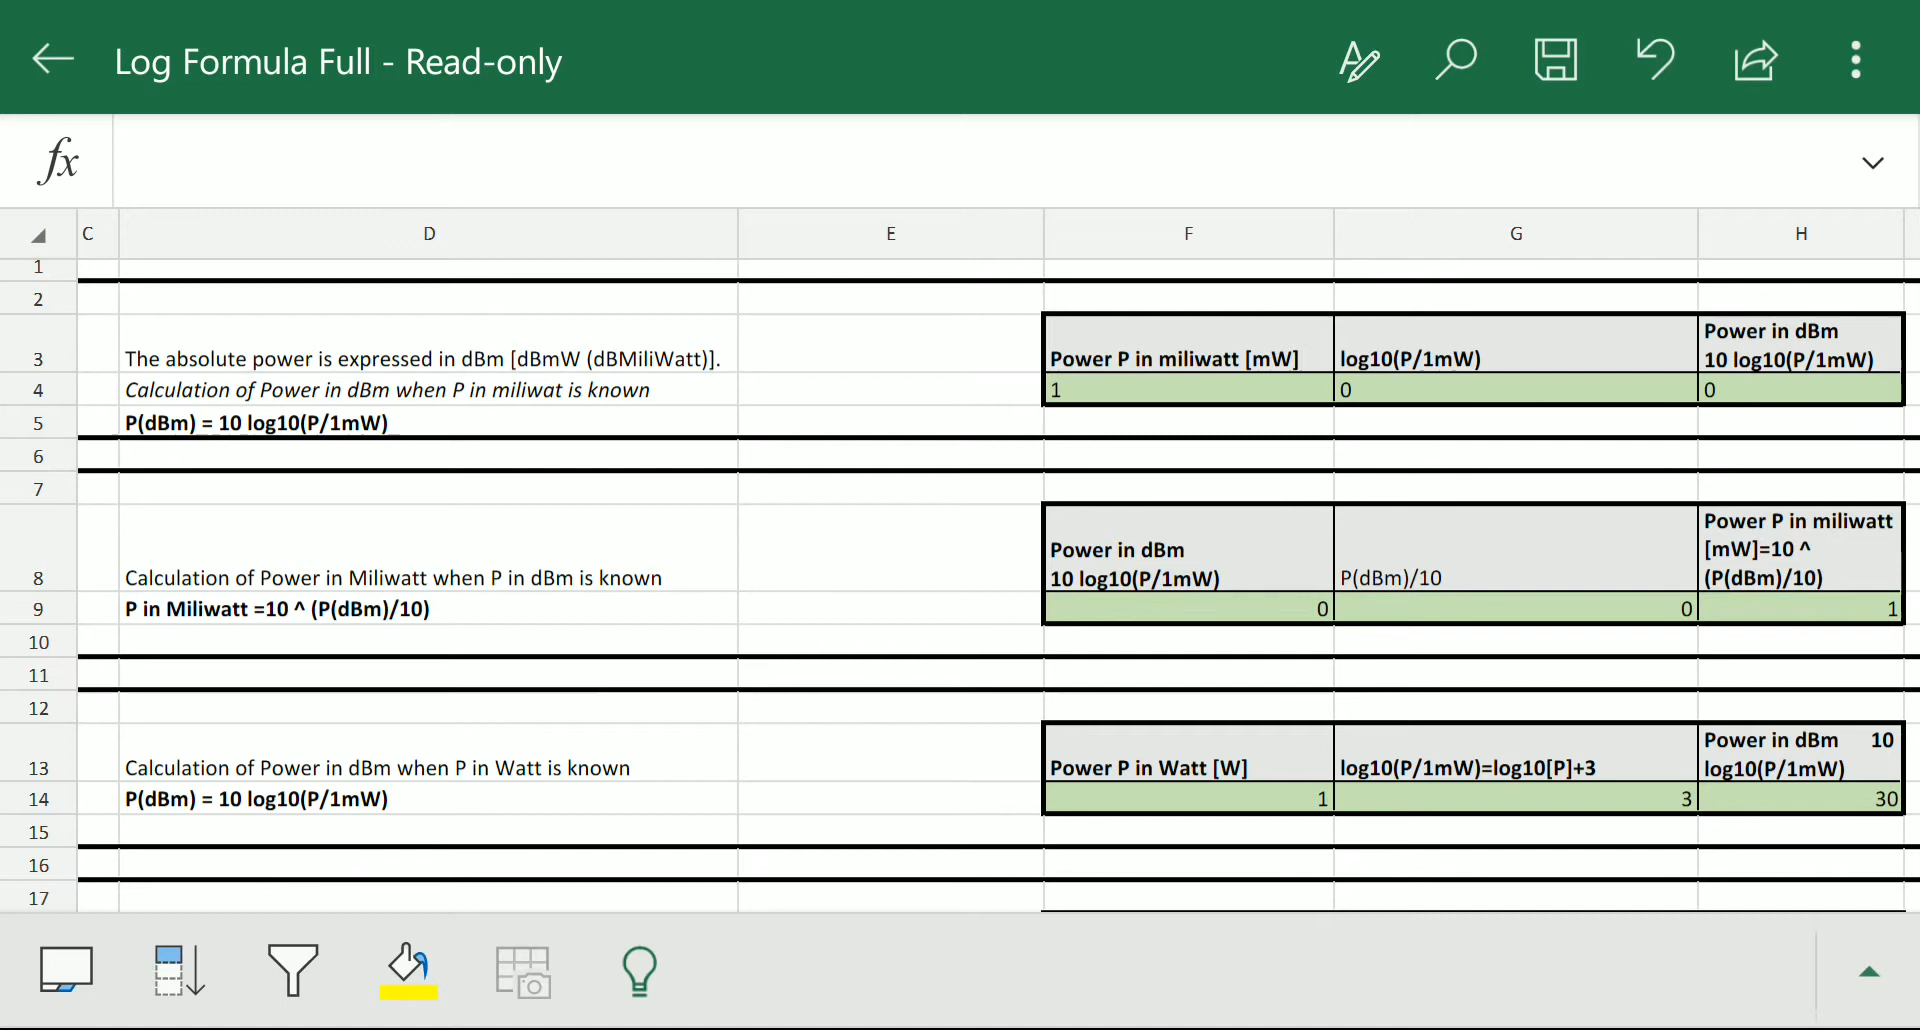 Log Formula Full - Read-only
fx
C D E F G H
1
2
3 The absolute power is expressed in dBm [dBmW (dBMiliWatt)]. Power P in miliwatt [mW] log10(P/1mW) Power in dBm
10 log10(P/1mW)
4 Calculation of Power in dBm when P in miliwat is known 1 0 0
5 P(dBm) = 10 log10(P/1mW)
6
7
8 Calculation of Power in Miliwatt when P in dBm is known Power in dBm
10 log10(P/1mW) P(dBm)/10 Power P in miliwatt
[mW]=10 ^
(P(dBm)/10)
9 P in Miliwatt =10 ^ (P(dBm)/10) 0 0 1
10
11
12
13 Calculation of Power in dBm when P in Watt is known Power P in Watt [W] log10(P/1mW)=log10[P]+3 Power in dBm 10
log10(P/1mW)
14 P(dBm) = 10 log10(P/1mW) 1 3 30
15
16
17